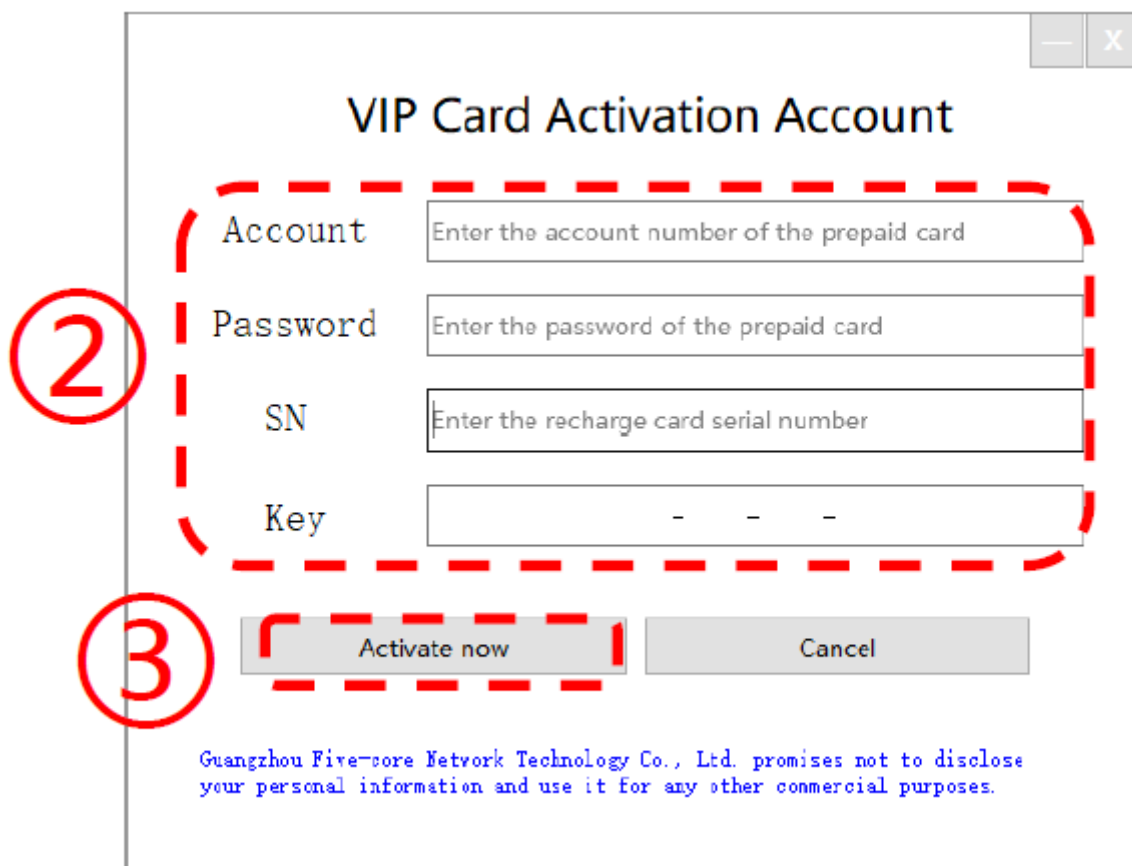 — X
VIP Card Activation Account
Account Enter the account number of the prepaid card
② Password Enter the password of the prepaid card
SN Enter the recharge card serial number
Key - - -
③ Activate now Cancel
Guangzhou Five-core Network Technology Co., Ltd. promises not to disclose
your personal information and use it for any other commercial purposes.